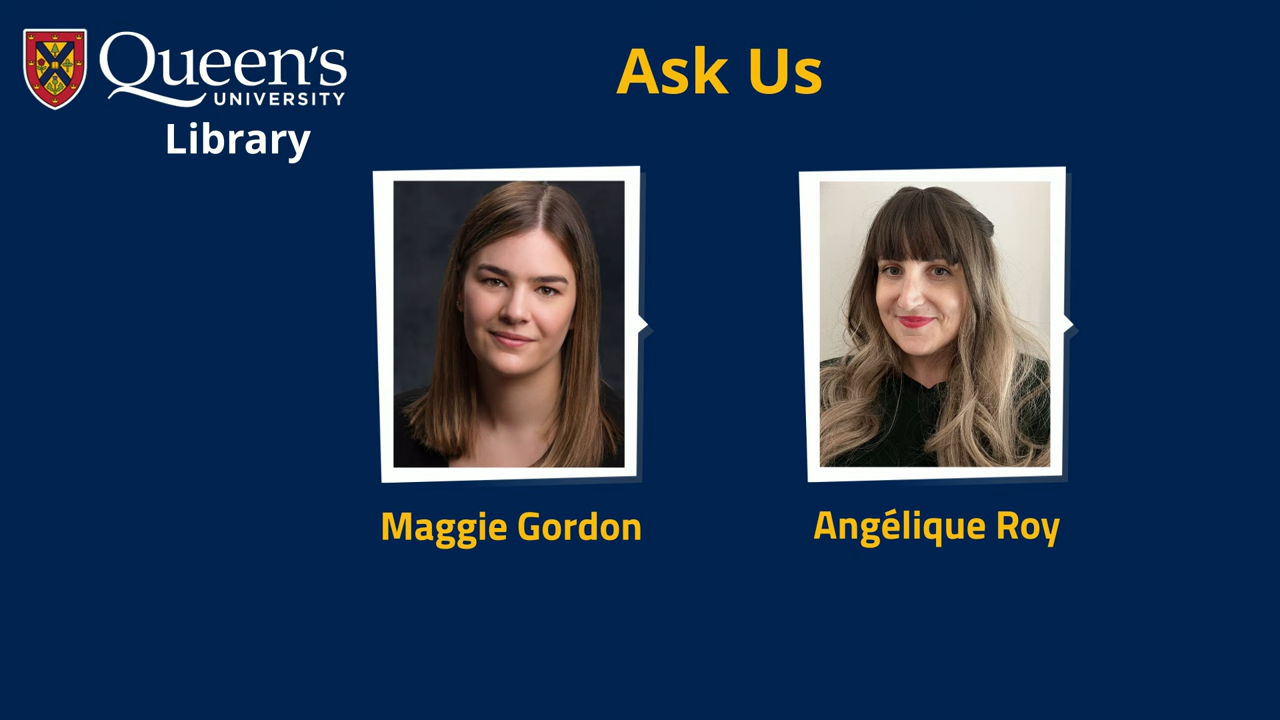 Queen's
UNIVERSITY
Library
Ask Us
Maggie Gordon
Angélique Roy